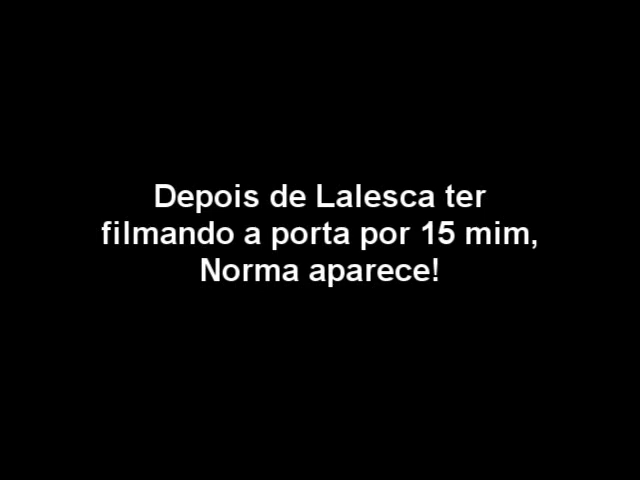 Depois de Lalesca ter
filmando a porta por 15 mim,
Norma aparece!